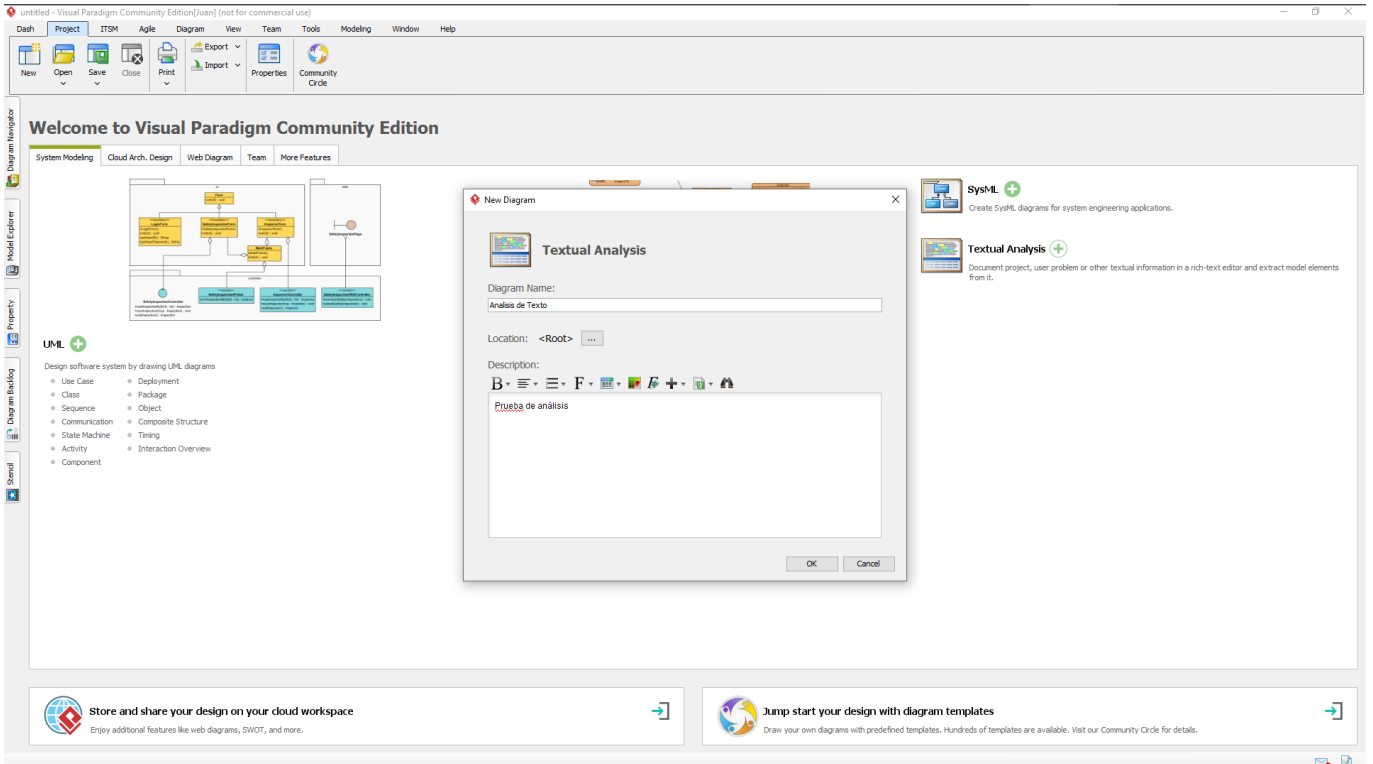 untitled - Visual Paradigm Community Edition[Juan] (not for commercial use)
Dash Project ITSM Agile Diagram View Team Tools Modeling Window Help
New Open Save Close Print Export Import Properties Community Circle
Diagram Navigator
Model Explorer
Property
Diagram Backlog
Stencil
Welcome to Visual Paradigm Community Edition
System Modeling Cloud Arch. Design Web Diagram Team More Features
UML
Design software system by drawing UML diagrams
Use Case Deployment
Class Package
Sequence Object
Communication Composite Structure
State Machine Timing
Activity Interaction Overview
Component
New Diagram
Textual Analysis
Diagram Name:
Analisis de Texto
Location: <Root> ...
Description:
Prueba de análisis
OK Cancel
SysML
Create SysML diagrams for system engineering applications.
Textual Analysis
Document project, user problem or other textual information in a rich-text editor and extract model elements
from it.
Store and share your design on your cloud workspace
Enjoy additional features like web diagrams, SWOT, and more.
Jump start your design with diagram templates
Draw your own diagrams with predefined templates. Hundreds of templates are available. Visit our Community Circle for details.